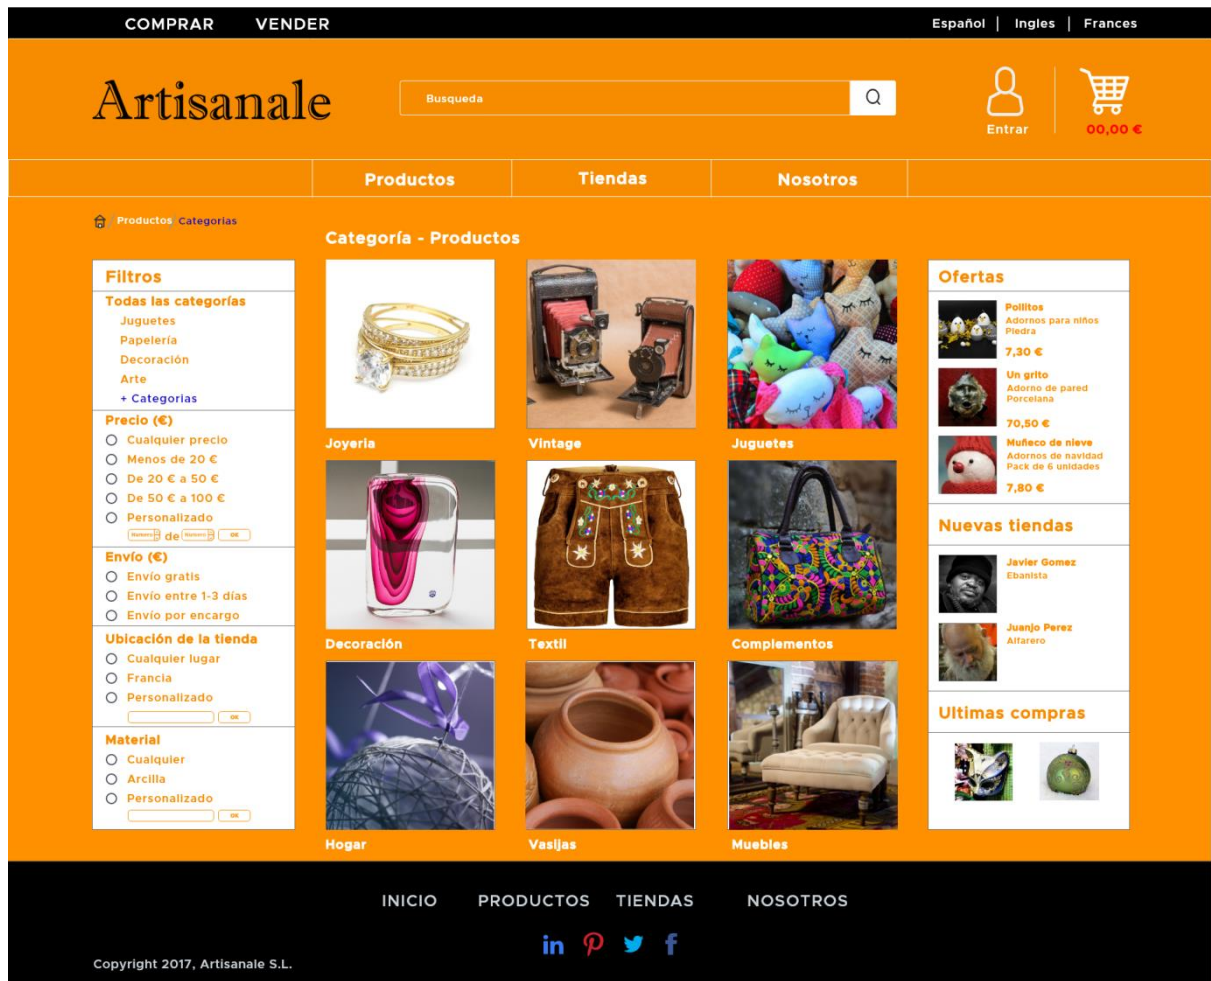 COMPRAR VENDER
Español | Ingles | Frances
Artisanale
Busqueda
Entrar
00,00 €
Productos Tiendas Nosotros
Productos Categorias
Categoría - Productos
Filtros
Todas las categorías
Juguetes
Papelería
Decoración
Arte
+ Categorias
Precio (€)
Cualquier precio
Menos de 20 €
De 20 € a 50 €
De 50 € a 100 €
Personalizado
Número de Número OK
Envío (€)
Envío gratis
Envío entre 1-3 días
Envío por encargo
Ubicación de la tienda
Cualquier lugar
Francia
Personalizado
OK
Material
Cualquier
Arcilla
Personalizado
OK
Joyeria
Vintage
Juguetes
Decoración
Textil
Complementos
Hogar
Vasijas
Muebles
Ofertas
Pollitos
Adornos para niños
Piedra
7,30 €
Un grito
Adorno de pared
Porcelana
70,50 €
Muñeco de nieve
Adornos de navidad
Pack de 6 unidades
7,80 €
Nuevas tiendas
Javier Gomez
Ebanista
Juanjo Perez
Alfarero
Ultimas compras
INICIO PRODUCTOS TIENDAS NOSOTROS
Copyright 2017, Artisanale S.L.